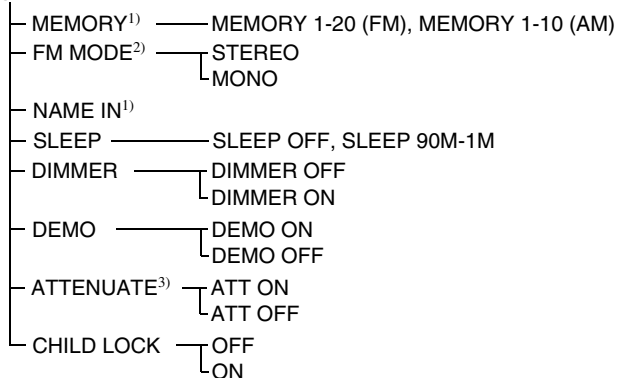 MEMORY1) MEMORY 1-20 (FM), MEMORY 1-10 (AM)
FM MODE2) STEREO
MONO
NAME IN1)
SLEEP SLEEP OFF, SLEEP 90M-1M
DIMMER DIMMER OFF
DIMMER ON
DEMO DEMO ON
DEMO OFF
ATTENUATE3) ATT ON
ATT OFF
CHILD LOCK OFF
ON